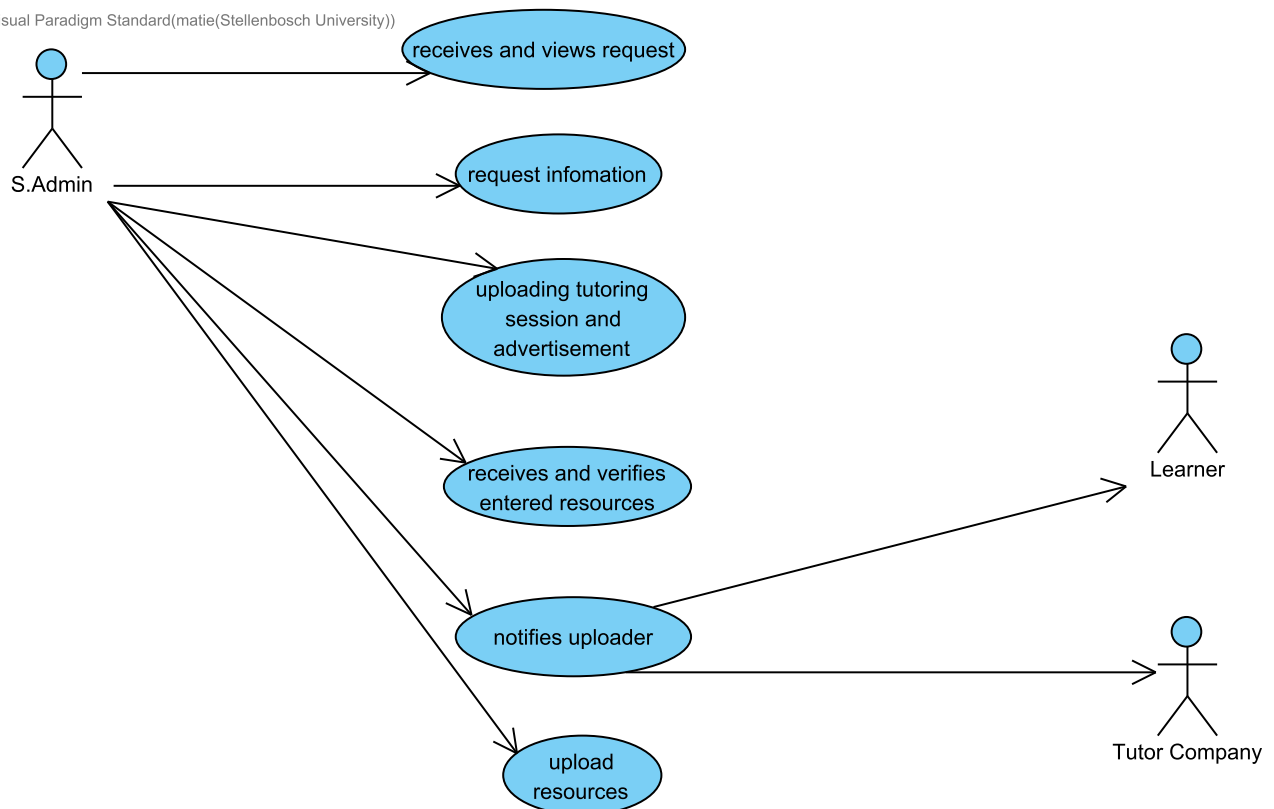 sual Paradigm Standard(matie(Stellenbosch University))
receives and views request
S.Admin
request infomation
uploading tutoring
session and
advertisement
Learner
receives and verifies
entered resources
notifies uploader
Tutor Company
upload
resources